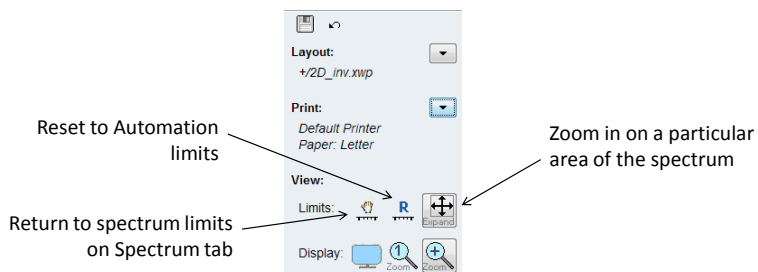 Layout:
+/2D_inv.xwp
Print:
Default Printer
Paper: Letter
Reset to Automation
limits
Zoom in on a particular
area of the spectrum
View:
Limits:
R
Expand
Return to spectrum limits
on Spectrum tab
Display:
1
Zoom
Zoom